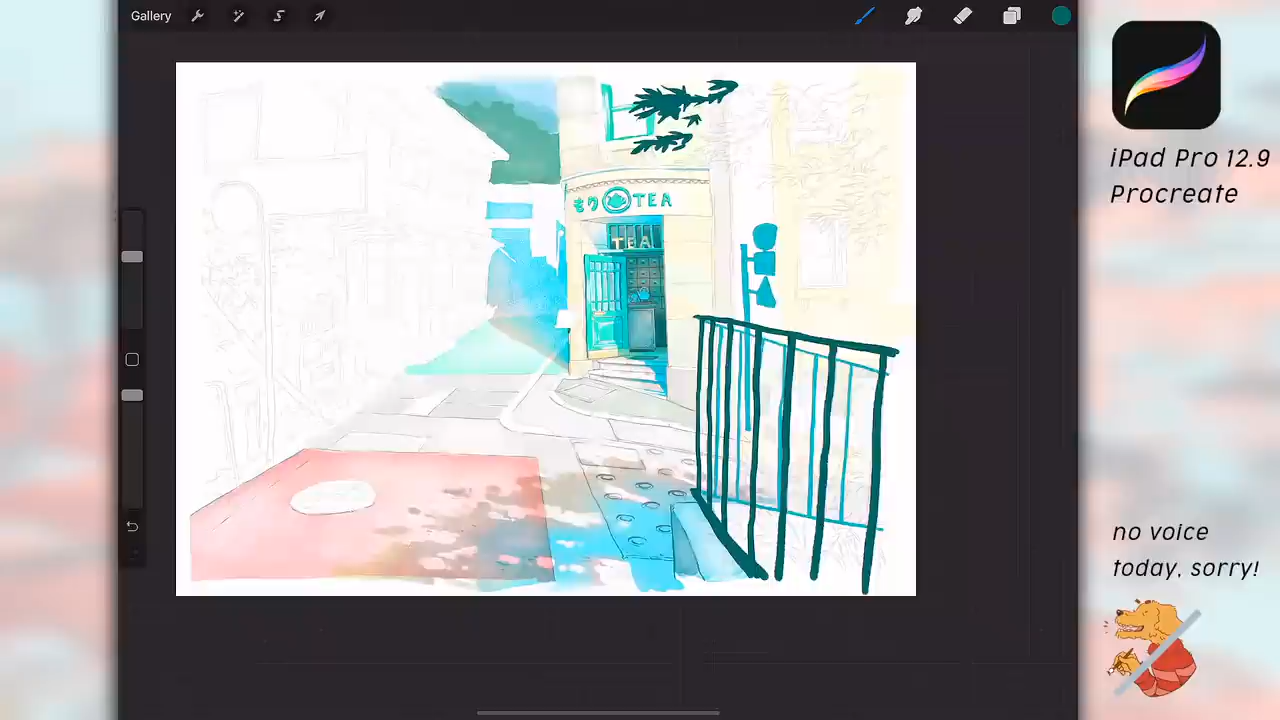 Gallery
iPad Pro 12.9
Procreate
もり TEA
TEA
no voice
today, sorry!